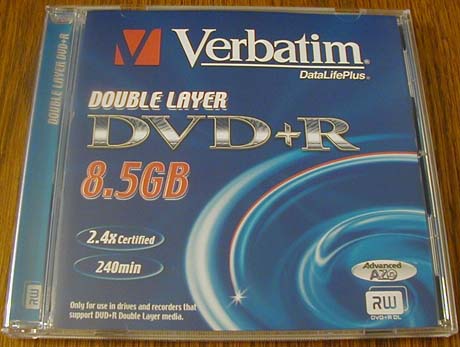 DOUBLE LAYER DVD+R
Verbatim®
DataLifePlus®
DOUBLE LAYER
DVD+R
8.5GB
2.4x Certified
240min
Advanced
AZO
Only for use in drives and recorders that
support DVD+R Double Layer media.
RW
RW
DVD+R DL